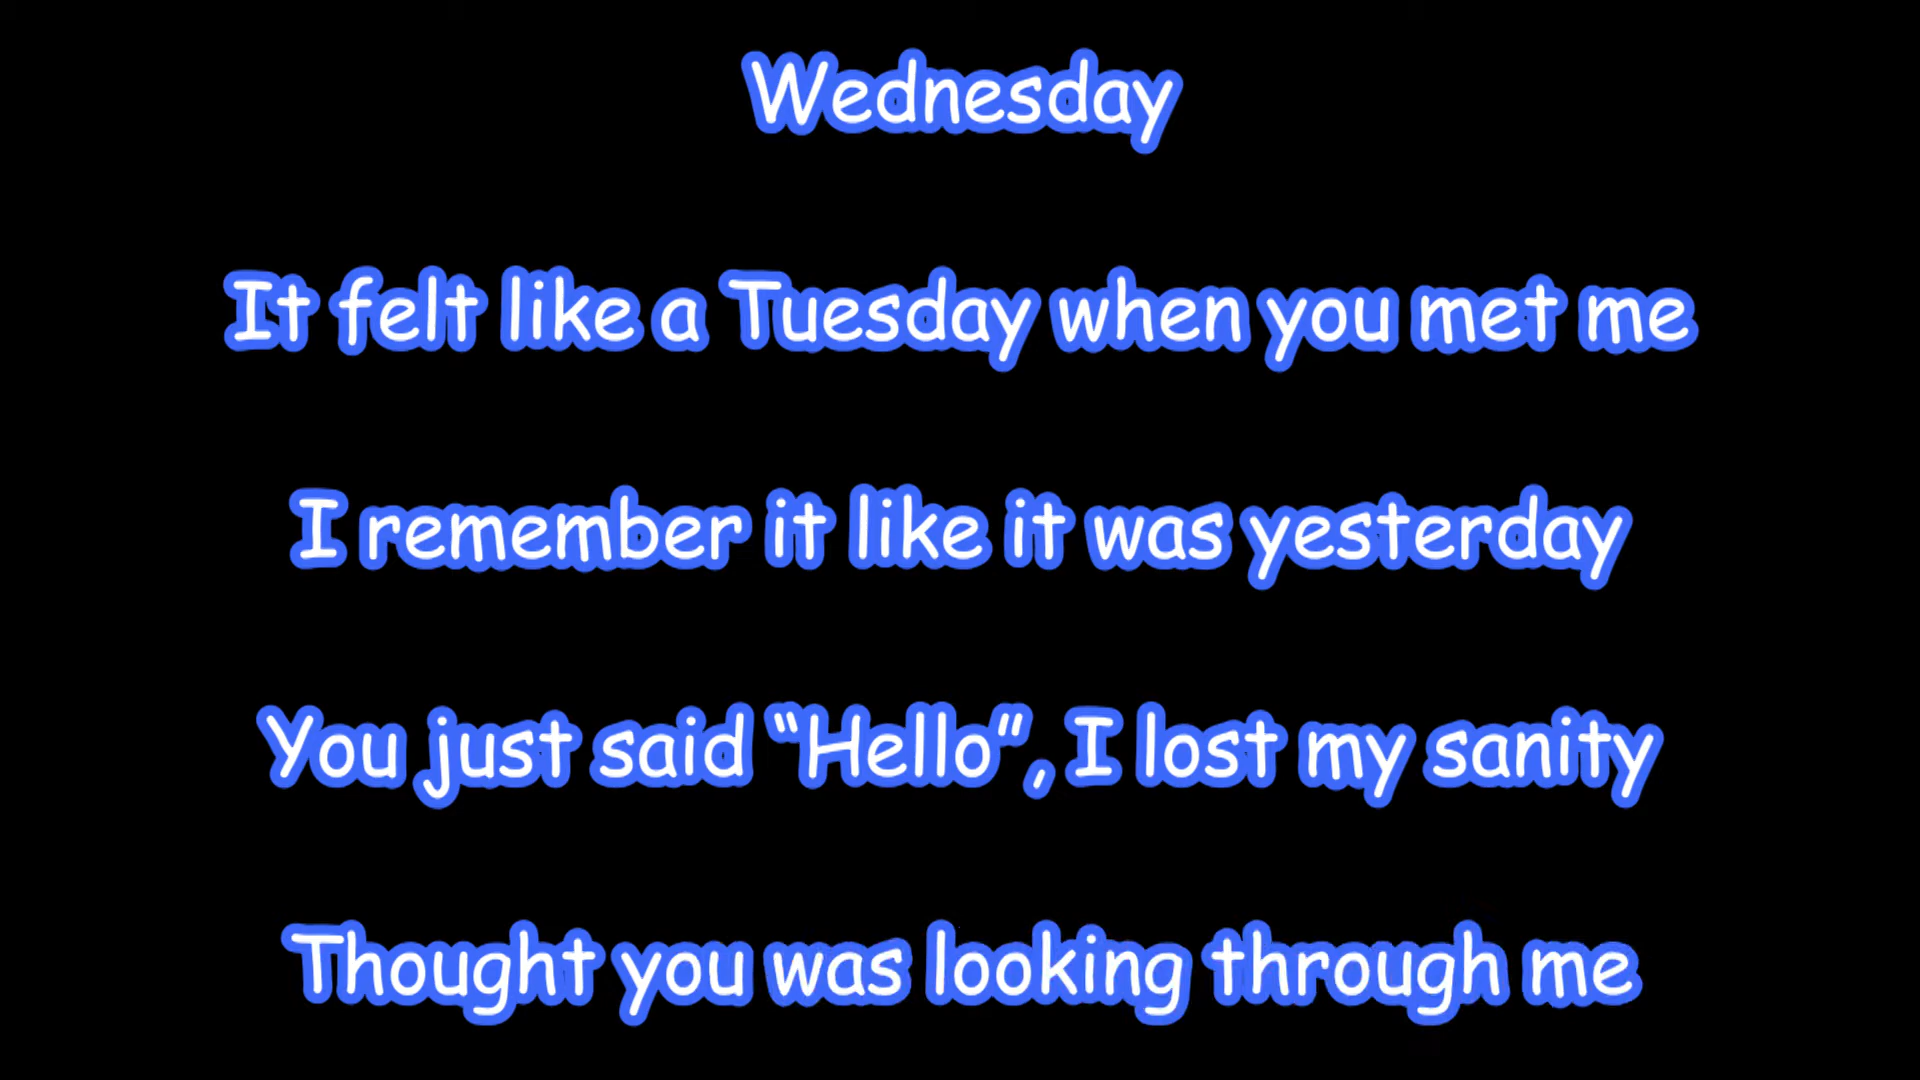 Wednesday
It felt like a Tuesday when you met me
I remember it like it was yesterday
You just said “Hello”, I lost my sanity
Thought you was looking through me